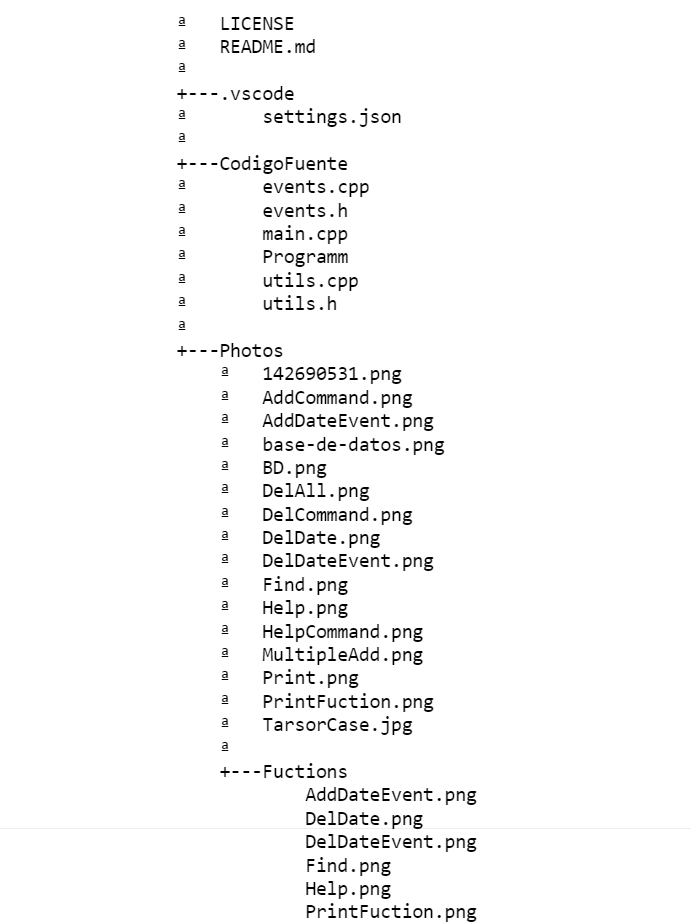 ª   LICENSE
ª   README.md
ª
+---.vscode
ª       settings.json
ª
+---CodigoFuente
ª       events.cpp
ª       events.h
ª       main.cpp
ª       Programm
ª       utils.cpp
ª       utils.h
ª
+---Photos
    ª   142690531.png
    ª   AddCommand.png
    ª   AddDateEvent.png
    ª   base-de-datos.png
    ª   BD.png
    ª   DelAll.png
    ª   DelCommand.png
    ª   DelDate.png
    ª   DelDateEvent.png
    ª   Find.png
    ª   Help.png
    ª   HelpCommand.png
    ª   MultipleAdd.png
    ª   Print.png
    ª   PrintFuction.png
    ª   TarsorCase.jpg
    ª
    +---Fuctions
            AddDateEvent.png
            DelDate.png
            DelDateEvent.png
            Find.png
            Help.png
            PrintFuction.png